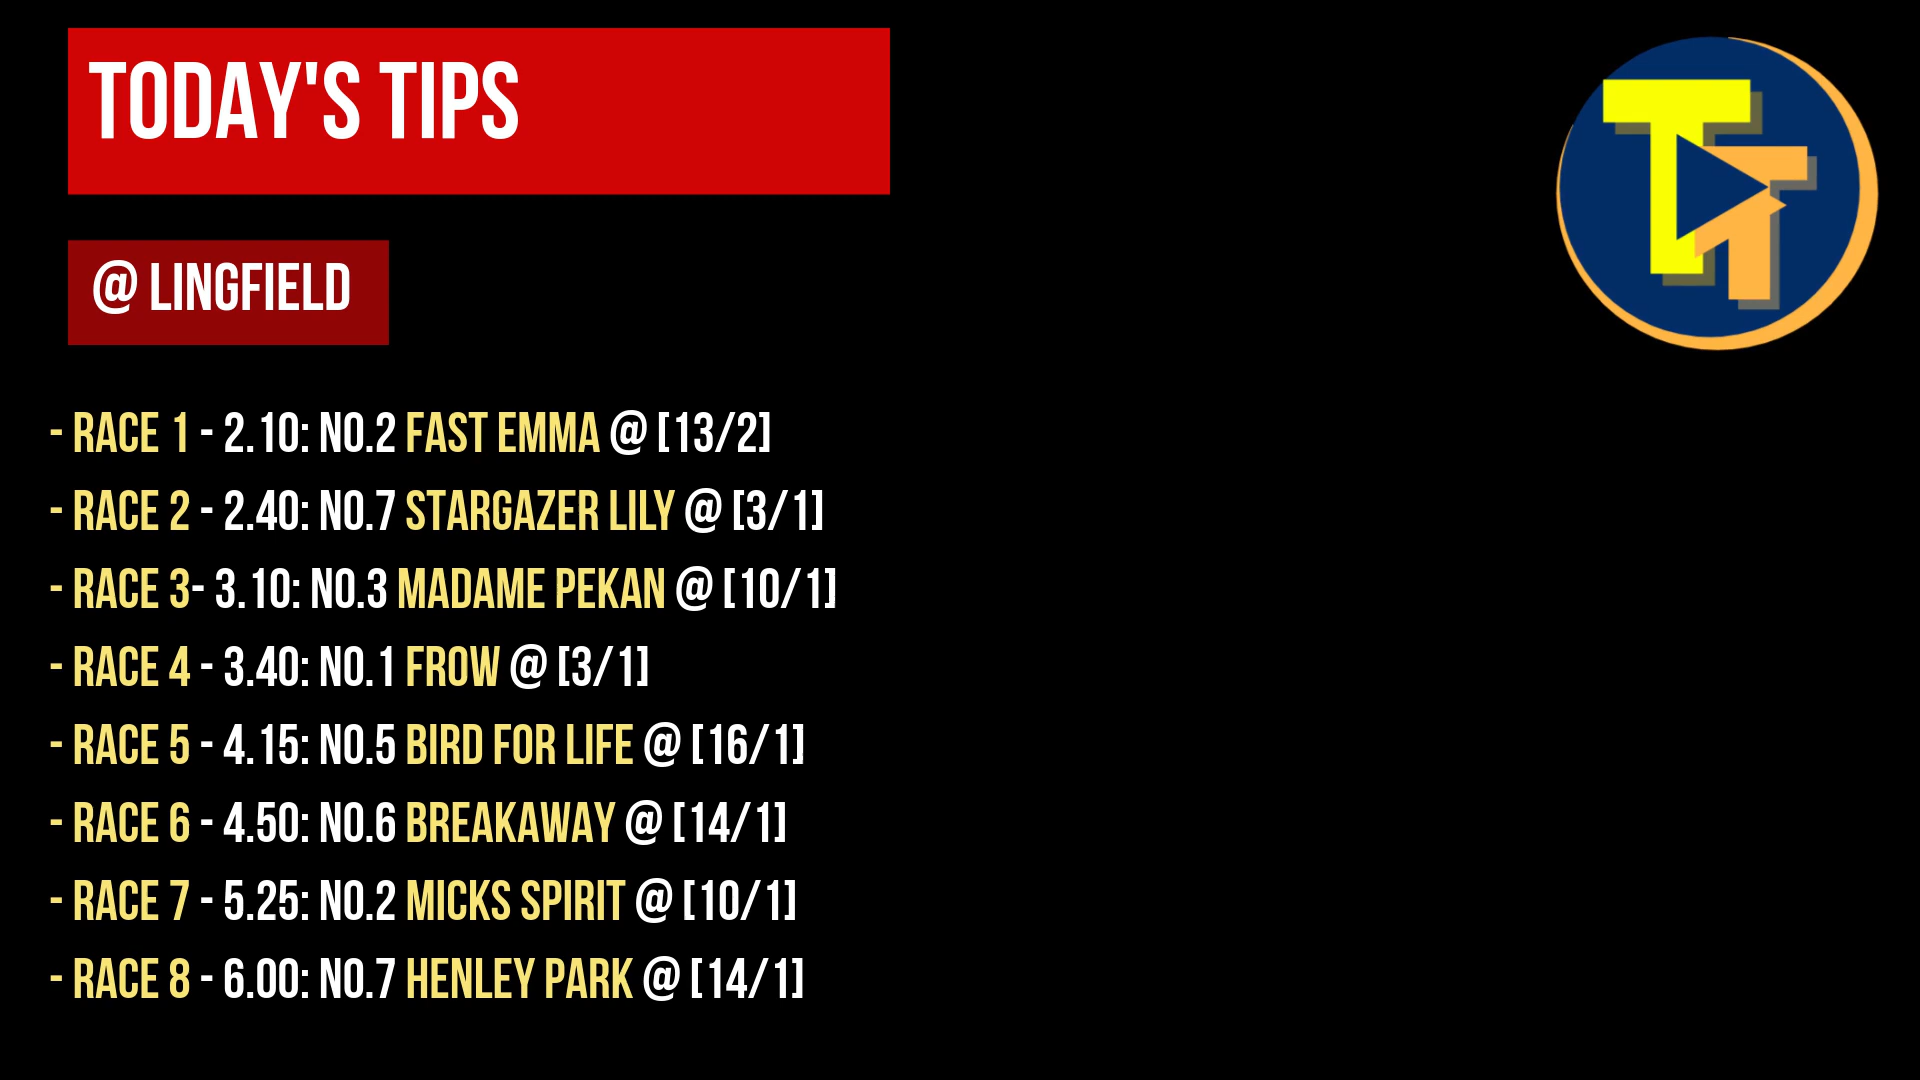 TODAY'S TIPS
@ LINGFIELD
- RACE 1 - 2.10: NO.2 FAST EMMA @ [13/2]
- RACE 2 - 2.40: NO.7 STARGAZER LILY @ [3/1]
- RACE 3- 3.10: NO.3 MADAME PEKAN @ [10/1]
- RACE 4 - 3.40: NO.1 FROW @ [3/1]
- RACE 5 - 4.15: NO.5 BIRD FOR LIFE @ [16/1]
- RACE 6 - 4.50: NO.6 BREAKAWAY @ [14/1]
- RACE 7 - 5.25: NO.2 MICKS SPIRIT @ [10/1]
- RACE 8 - 6.00: NO.7 HENLEY PARK @ [14/1]
TT